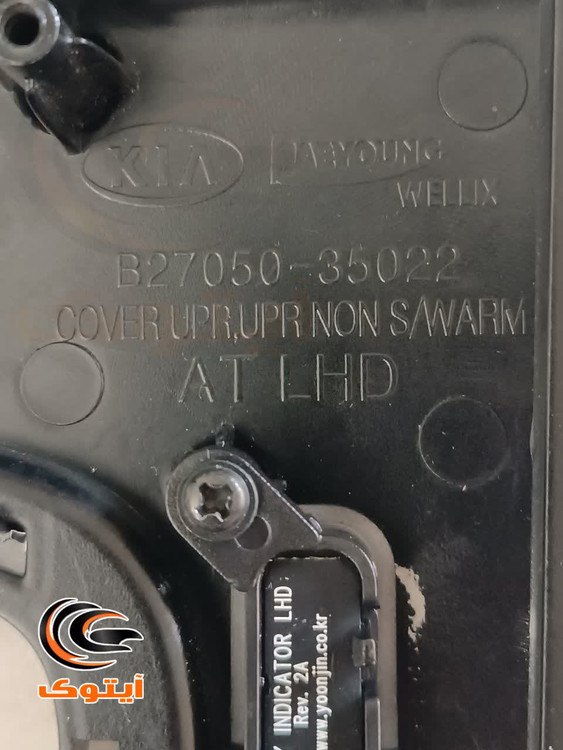 KIA
JAEYOUNG
WELLIX
B27050-35022
COVER UPR,UPR NON S/WARM
AT LHD
INDICATOR LHD
Rev. 2A
www.yoonjin.co.kr
آیتوک